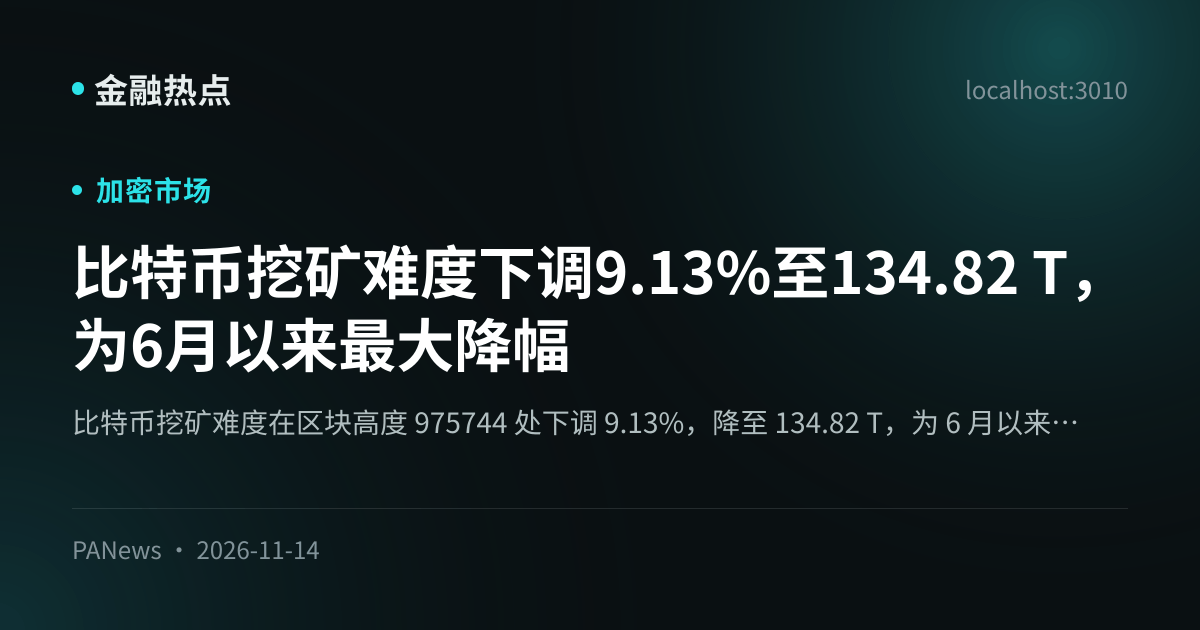 金融热点
localhost:3010
加密市场
比特币挖矿难度下调9.13%至134.82 T，
为6月以来最大降幅
比特币挖矿难度在区块高度 975744 处下调 9.13%，降至 134.82 T，为 6 月以来…
PANews • 2026-11-14